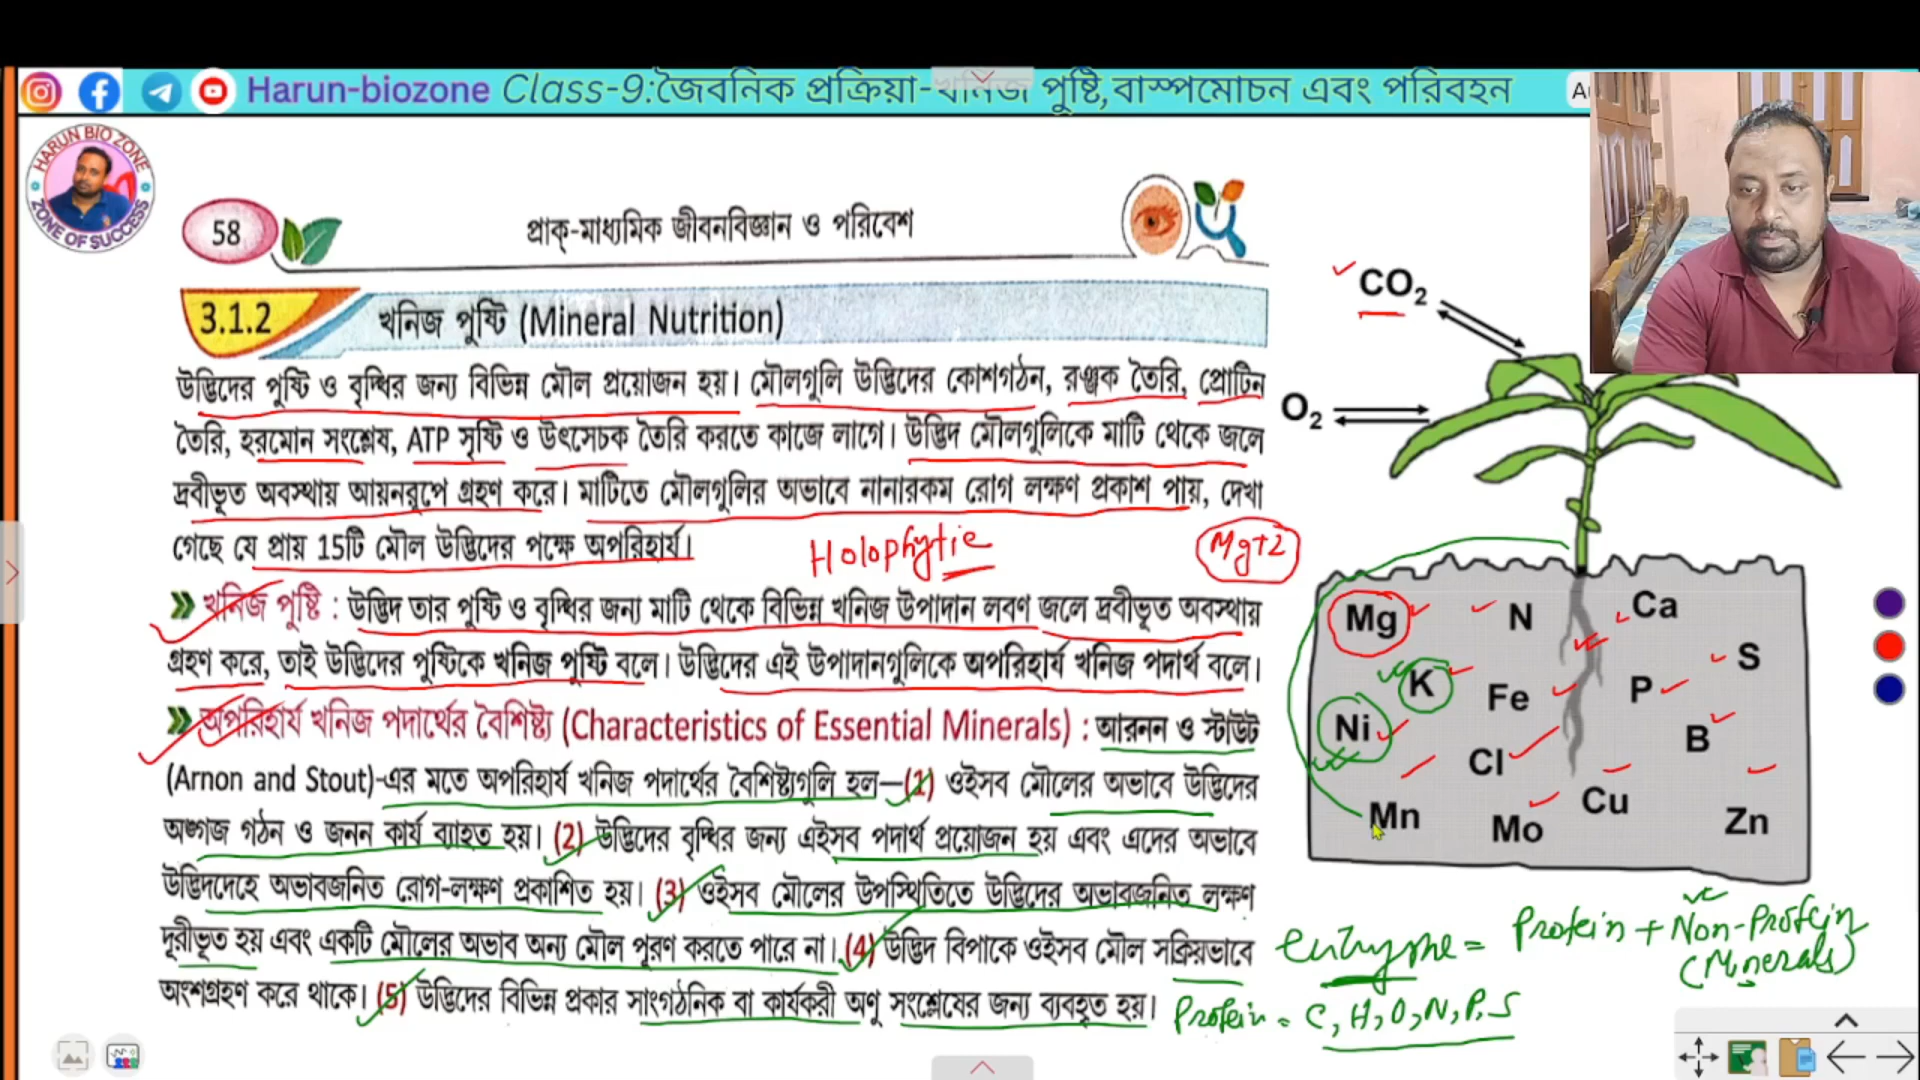 Harun-biozone Class-9:জৈবনিক প্রক্রিয়া-খনিজ পুষ্টি,বাস্পমোচন এবং পরিবহন
HARUN BIO ZONE
ZONE OF SUCCESS
58
প্রাক্-মাধ্যমিক জীবনবিজ্ঞান ও পরিবেশ
3.1.2
খনিজ পুষ্টি (Mineral Nutrition)
উদ্ভিদের পুষ্টি ও বৃদ্ধির জন্য বিভিন্ন মৌল প্রয়োজন হয়। মৌলগুলি উদ্ভিদের কোশগঠন, রঞ্জক তৈরি, প্রোটিন
তৈরি, হরমোন সংশ্লেষ, ATP সৃষ্টি ও উৎসেচক তৈরি করতে কাজে লাগে। উদ্ভিদ মৌলগুলিকে মাটি থেকে জলে
দ্রবীভূত অবস্থায় আয়নরূপে গ্রহণ করে। মাটিতে মৌলগুলির অভাবে নানারকম রোগ লক্ষণ প্রকাশ পায়, দেখা
গেছে যে প্রায় 15টি মৌল উদ্ভিদের পক্ষে অপরিহার্য।
Holophytic
Mg+2
খনিজ পুষ্টি : উদ্ভিদ তার পুষ্টি ও বৃদ্ধির জন্য মাটি থেকে বিভিন্ন খনিজ উপাদান লবণ জলে দ্রবীভূত অবস্থায়
গ্রহণ করে, তাই উদ্ভিদের পুষ্টিকে খনিজ পুষ্টি বলে। উদ্ভিদের এই উপাদানগুলিকে অপরিহার্য খনিজ পদার্থ বলে।
অপরিহার্য খনিজ পদার্থের বৈশিষ্ট্য (Characteristics of Essential Minerals) : আরনন ও স্টাউট
(Arnon and Stout)-এর মতে অপরিহার্য খনিজ পদার্থের বৈশিষ্ট্যগুলি হল—(1) ওইসব মৌলের অভাবে উদ্ভিদের
অঙ্গজ গঠন ও জনন কার্য ব্যাহত হয়। (2) উদ্ভিদের বৃদ্ধির জন্য এইসব পদার্থ প্রয়োজন হয় এবং এদের অভাবে
উদ্ভিদদেহে অভাবজনিত রোগ-লক্ষণ প্রকাশিত হয়। (3) ওইসব মৌলের উপস্থিতিতে উদ্ভিদের অভাবজনিত লক্ষণ
দূরীভূত হয় এবং একটি মৌলের অভাব অন্য মৌল পূরণ করতে পারে না। (4) উদ্ভিদ বিপাকে ওইসব মৌল সক্রিয়ভাবে
অংশগ্রহণ করে থাকে। (5) উদ্ভিদের বিভিন্ন প্রকার সাংগঠনিক বা কার্যকরী অণু সংশ্লেষের জন্য ব্যবহৃত হয়।
CO₂
O₂
Mg N Ca
K Fe P S
Ni Cl B
Mn Mo Cu Zn
= Protein + Non-Protein
(Minerals)
Protein = C, H, O, N, P, S